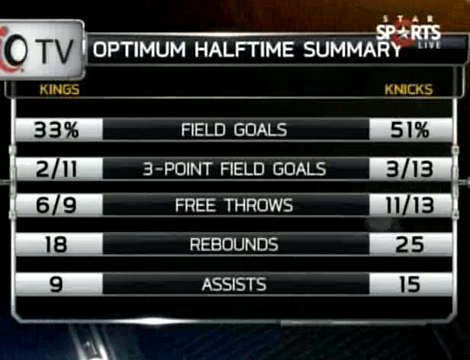 STAR
SPORTS
LIVE
O TV
OPTIMUM HALFTIME SUMMARY
KINGS KNICKS
33% FIELD GOALS 51%
2/11 3-POINT FIELD GOALS 3/13
6/9 FREE THROWS 11/13
18 REBOUNDS 25
9 ASSISTS 15